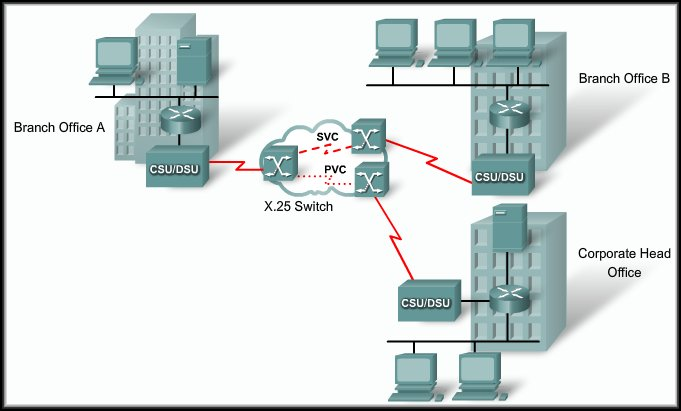 Branch Office A
CSU/DSU
SVC
PVC
X.25 Switch
Branch Office B
CSU/DSU
Corporate Head
Office
CSU/DSU